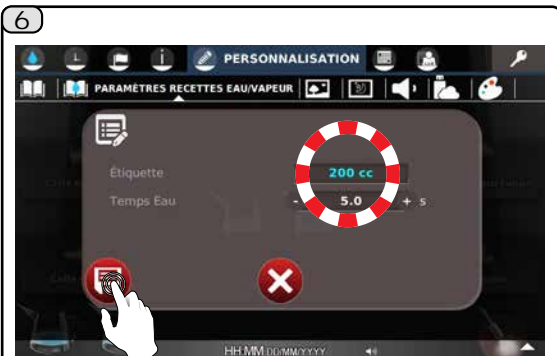 6
PERSONNALISATION
PARAMÈTRES RECETTES EAU/VAPEUR
Étiquette 200 cc
Temps Eau - 5.0 + s
HH:MM DD/MM/YYYY